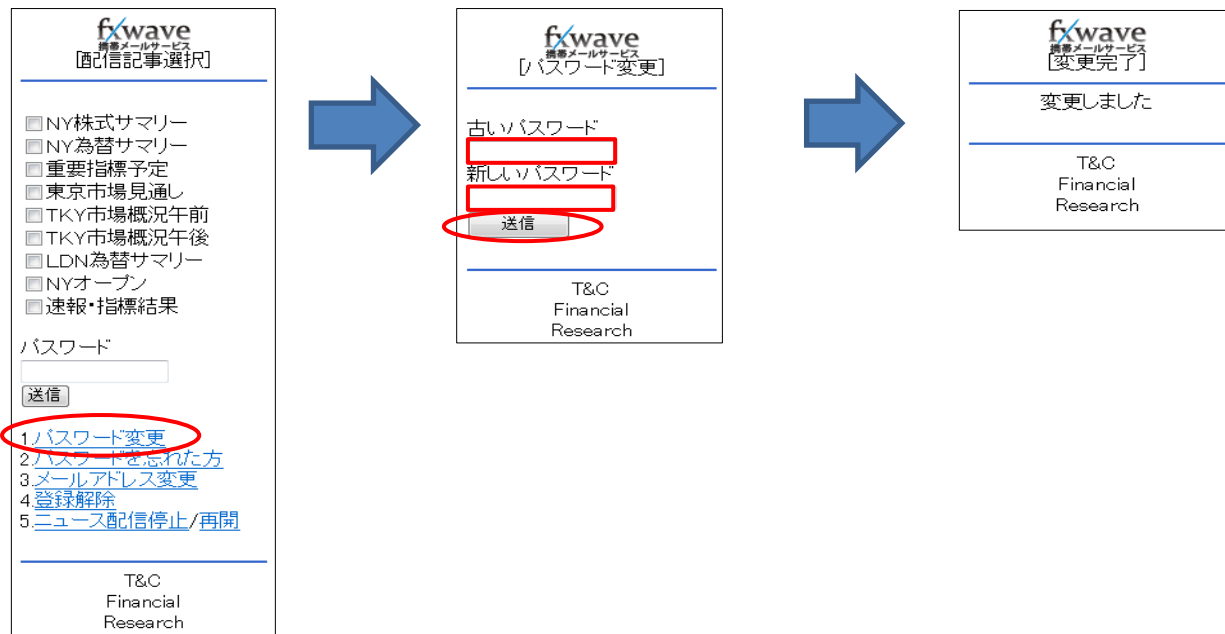 fxwave
携帯メールサービス
[配信記事選択]
NY株式サマリー
NY為替サマリー
重要指標予定
東京市場見通し
TKY市場概況午前
TKY市場概況午後
LDN為替サマリー
NYオープン
速報・指標結果
パスワード
送信
1.パスワード変更
2.パスワードを忘れた方
3.メールアドレス変更
4.登録解除
5.ニュース配信停止/再開
T&C
Financial
Research
fxwave
携帯メールサービス
[パスワード変更]
古いパスワード
新しいパスワード
送信
T&C
Financial
Research
fxwave
携帯メールサービス
[変更完了]
変更しました
T&C
Financial
Research